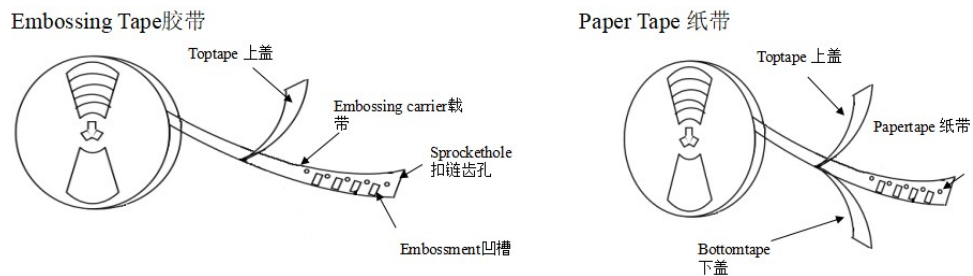 Embossing Tape胶带
Toptape 上盖
Embossing carrier载
带
Sprockethole
扣链齿孔
Embossment凹槽
Paper Tape 纸带
Toptape 上盖
Papertape 纸带
Bottomtape
下盖